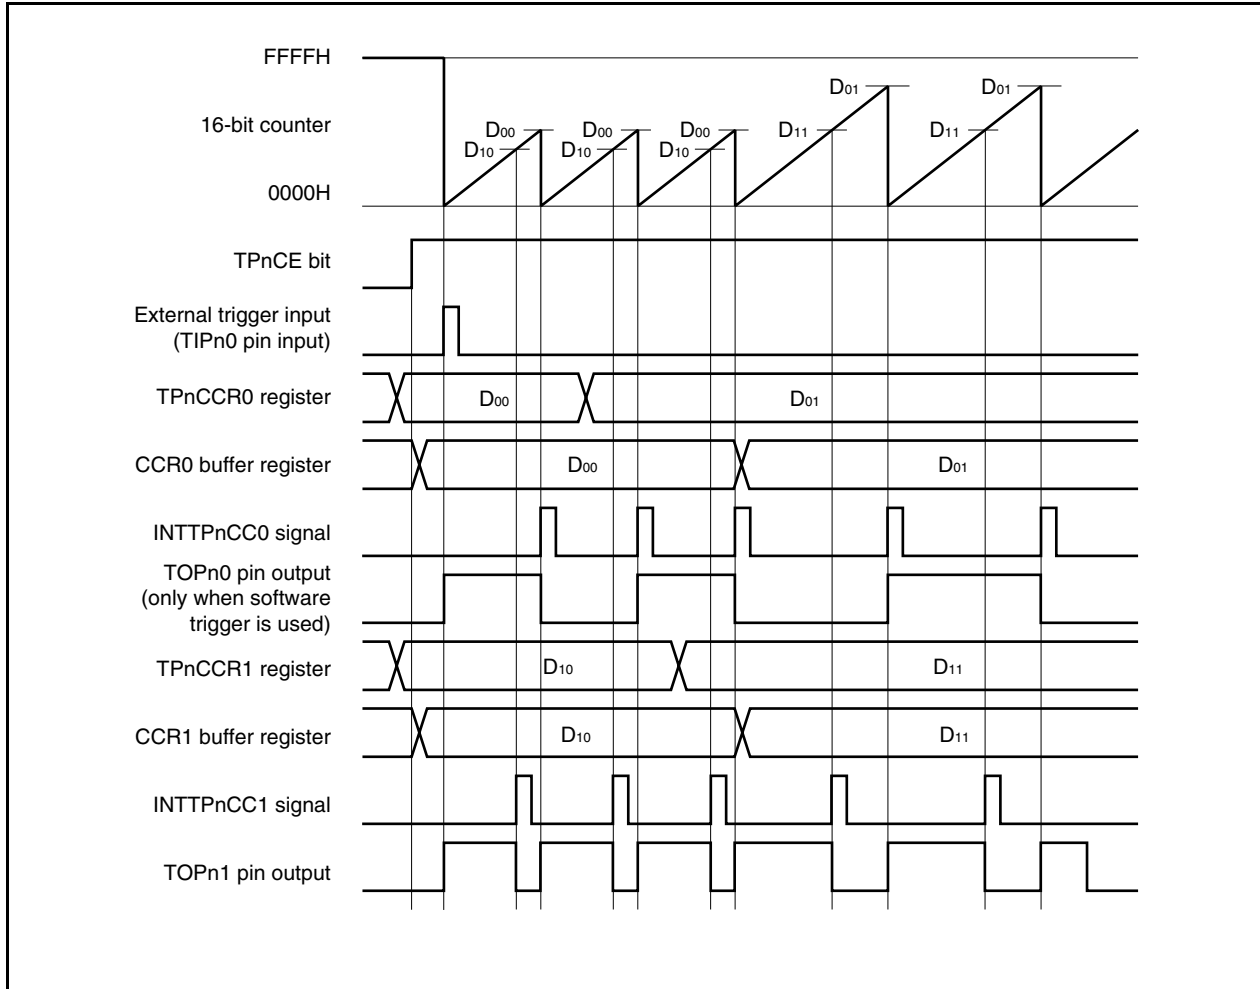 FFFFH
D01 D01
16-bit counter
D00 D00 D00 D11 D11
D10 D10 D10
0000H
TPnCE bit
External trigger input
(TIPn0 pin input)
TPnCCR0 register
D00 D01
CCR0 buffer register
D00 D01
INTTPnCC0 signal
TOPn0 pin output
(only when software
trigger is used)
TPnCCR1 register
D10 D11
CCR1 buffer register
D10 D11
INTTPnCC1 signal
TOPn1 pin output